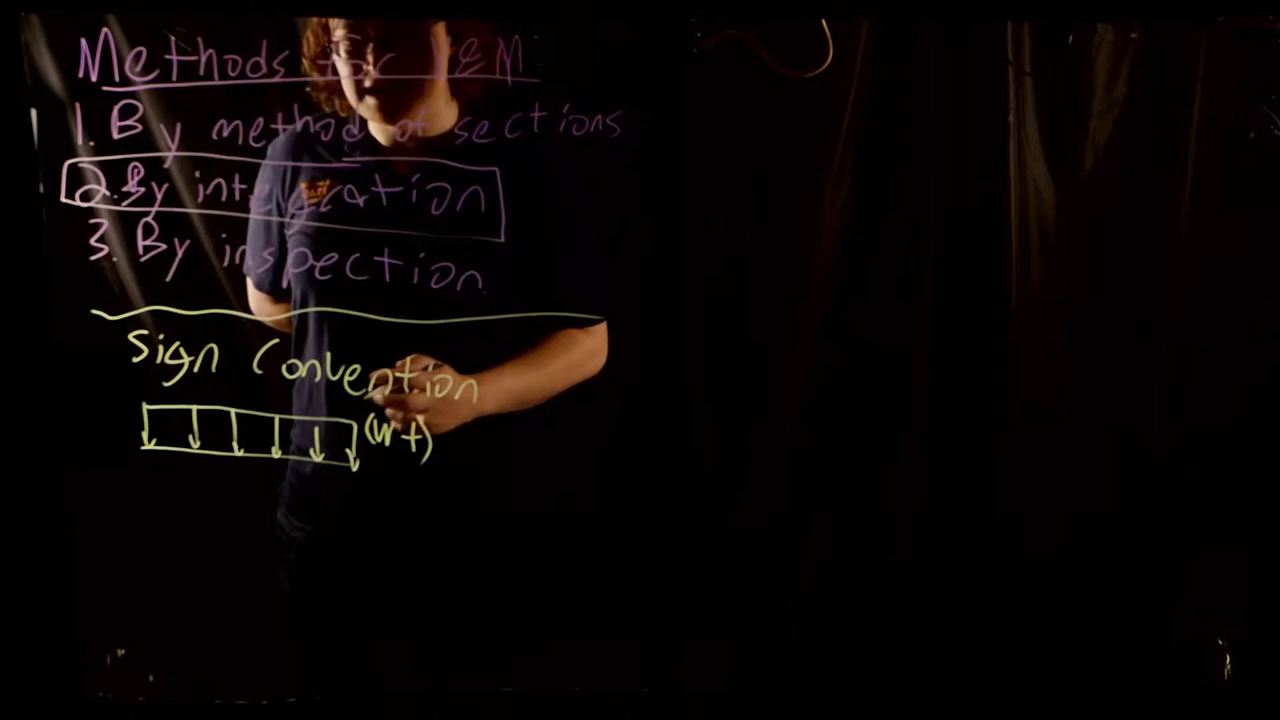 Methods for V&M:
1. By method of sections
2. By integration
3. By inspection
Sign Convention
(w+)